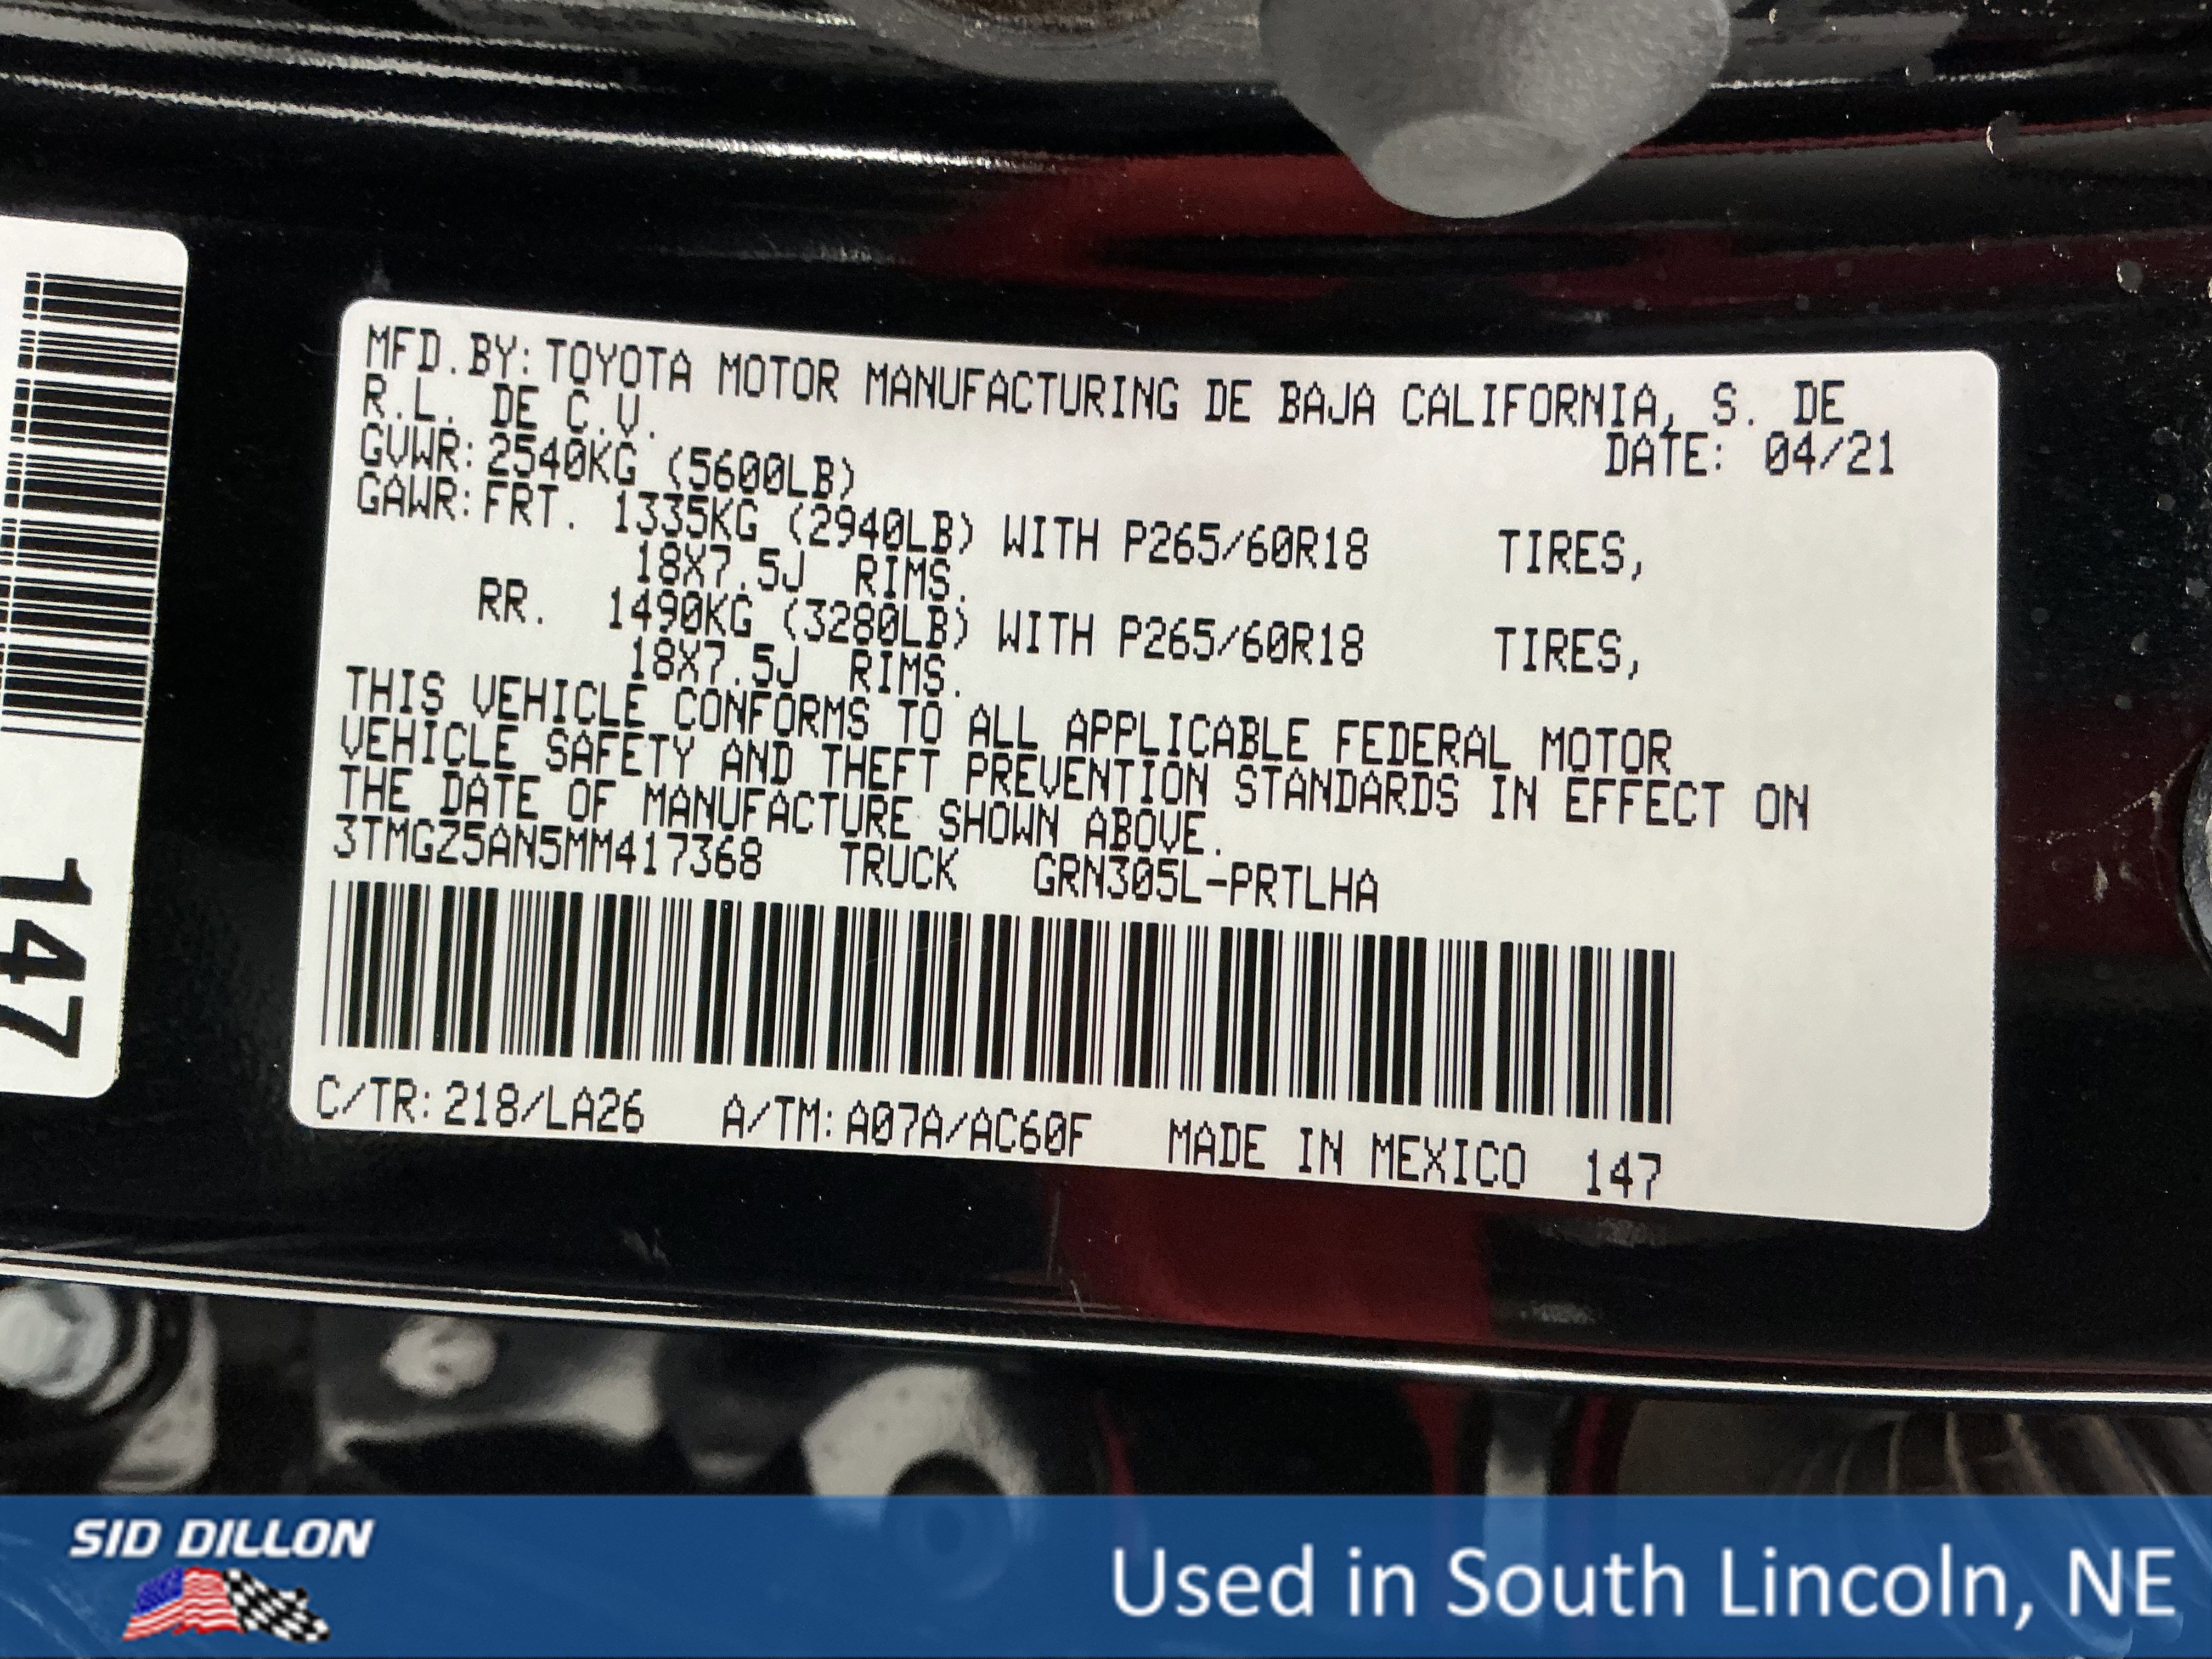 MFD.BY:TOYOTA MOTOR MANUFACTURING DE BAJA CALIFORNIA, S. DE
R.L. DE C.V.
DATE: 04/21
GVWR:2540KG (5600LB)
GAWR:FRT. 1335KG (2940LB) WITH P265/60R18 TIRES,
18X7.5J RIMS.
RR. 1490KG (3280LB) WITH P265/60R18 TIRES,
18X7.5J RIMS.
THIS VEHICLE CONFORMS TO ALL APPLICABLE FEDERAL MOTOR
VEHICLE SAFETY AND THEFT PREVENTION STANDARDS IN EFFECT ON
THE DATE OF MANUFACTURE SHOWN ABOVE.
3TMGZ5AN5MM417368 TRUCK GRN305L-PRTLHA
C/TR:218/LA26 A/TM:A07A/AC60F MADE IN MEXICO 147
147
SID DILLON
Used in South Lincoln, NE